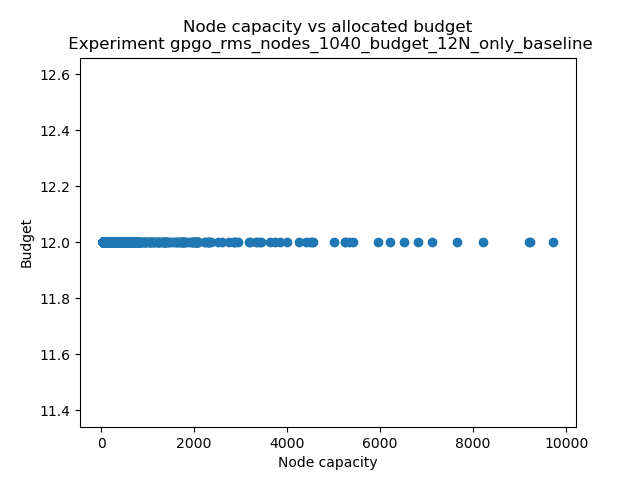 Node capacity vs allocated budget
Experiment gpgo_rms_nodes_1040_budget_12N_only_baseline
12.6
12.4
12.2
12.0
11.8
11.6
11.4
Budget
0 2000 4000 6000 8000 10000
Node capacity